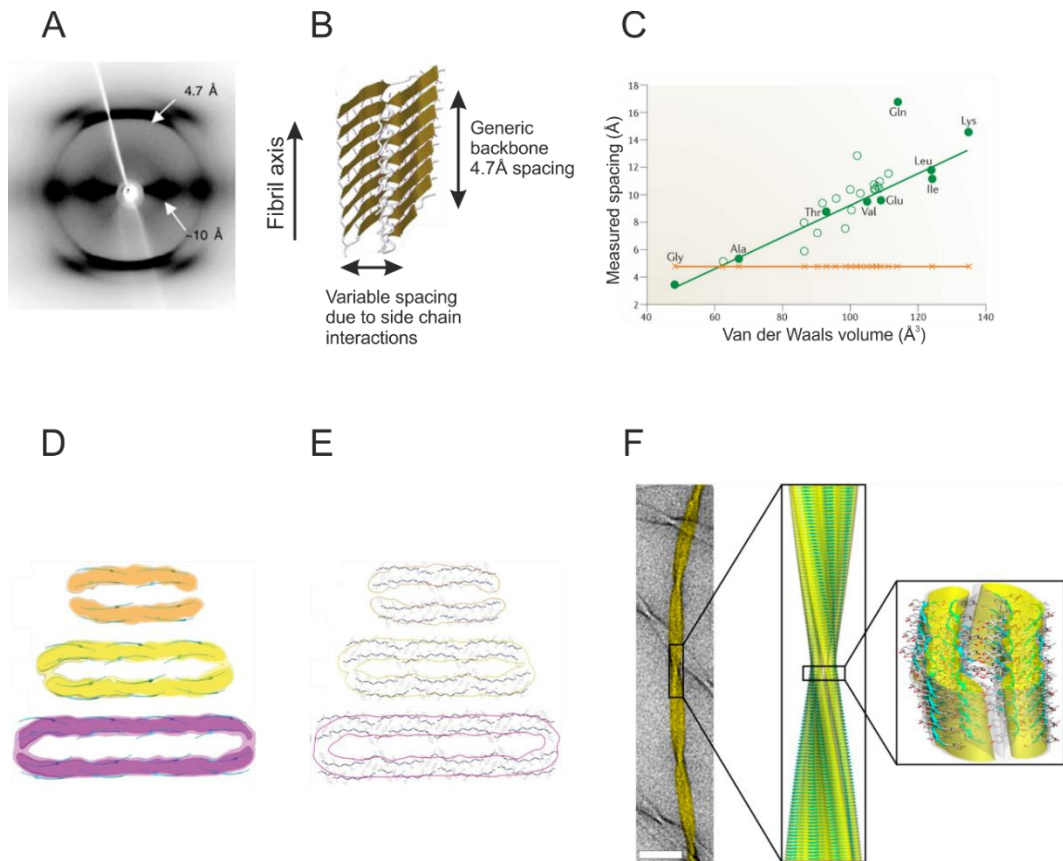 A
4.7 Å
~10 Å
B
Fibril axis
Generic
backbone
4.7Å spacing
Variable spacing
due to side chain
interactions
C
Measured spacing (Å)
18
16
14
12
10
8
6
4
2
0
Gln
Lys
Leu
Ile
Glu
Val
Thr
Ala
Gly
40
60
80
100
120
140
Van der Waals volume (Å³)
D
E
F